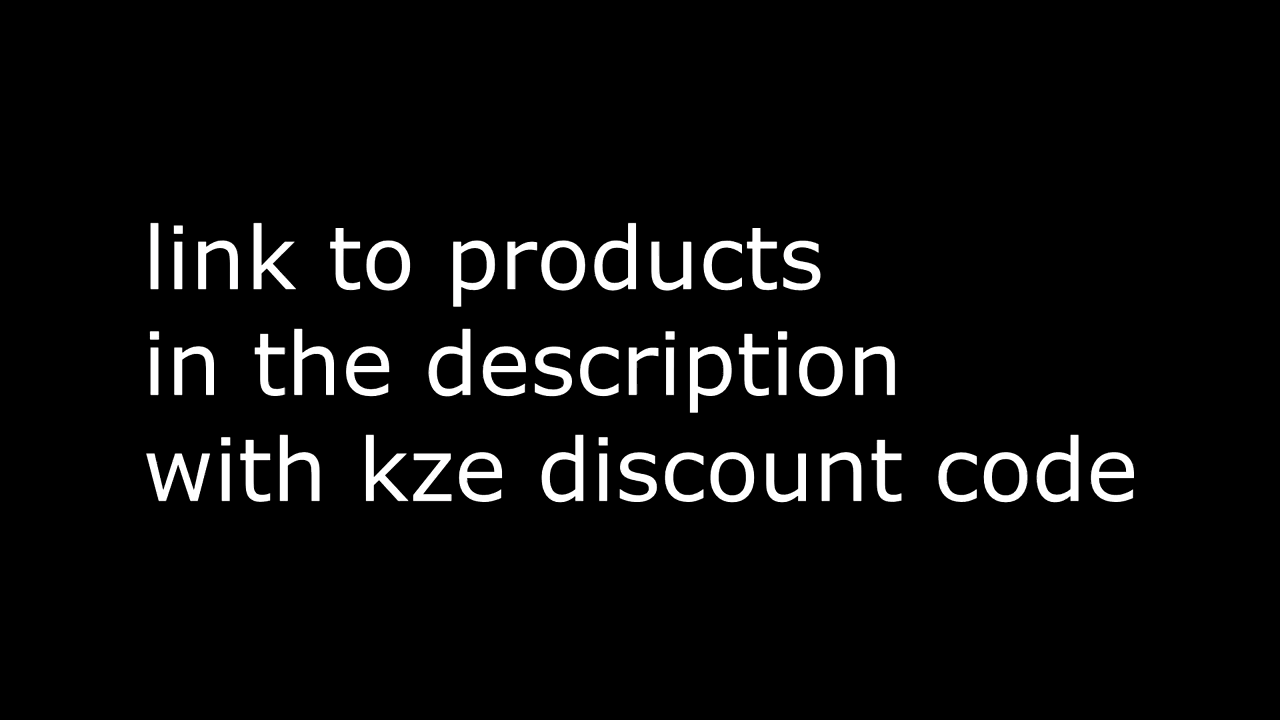 link to products
in the description
with kze discount code